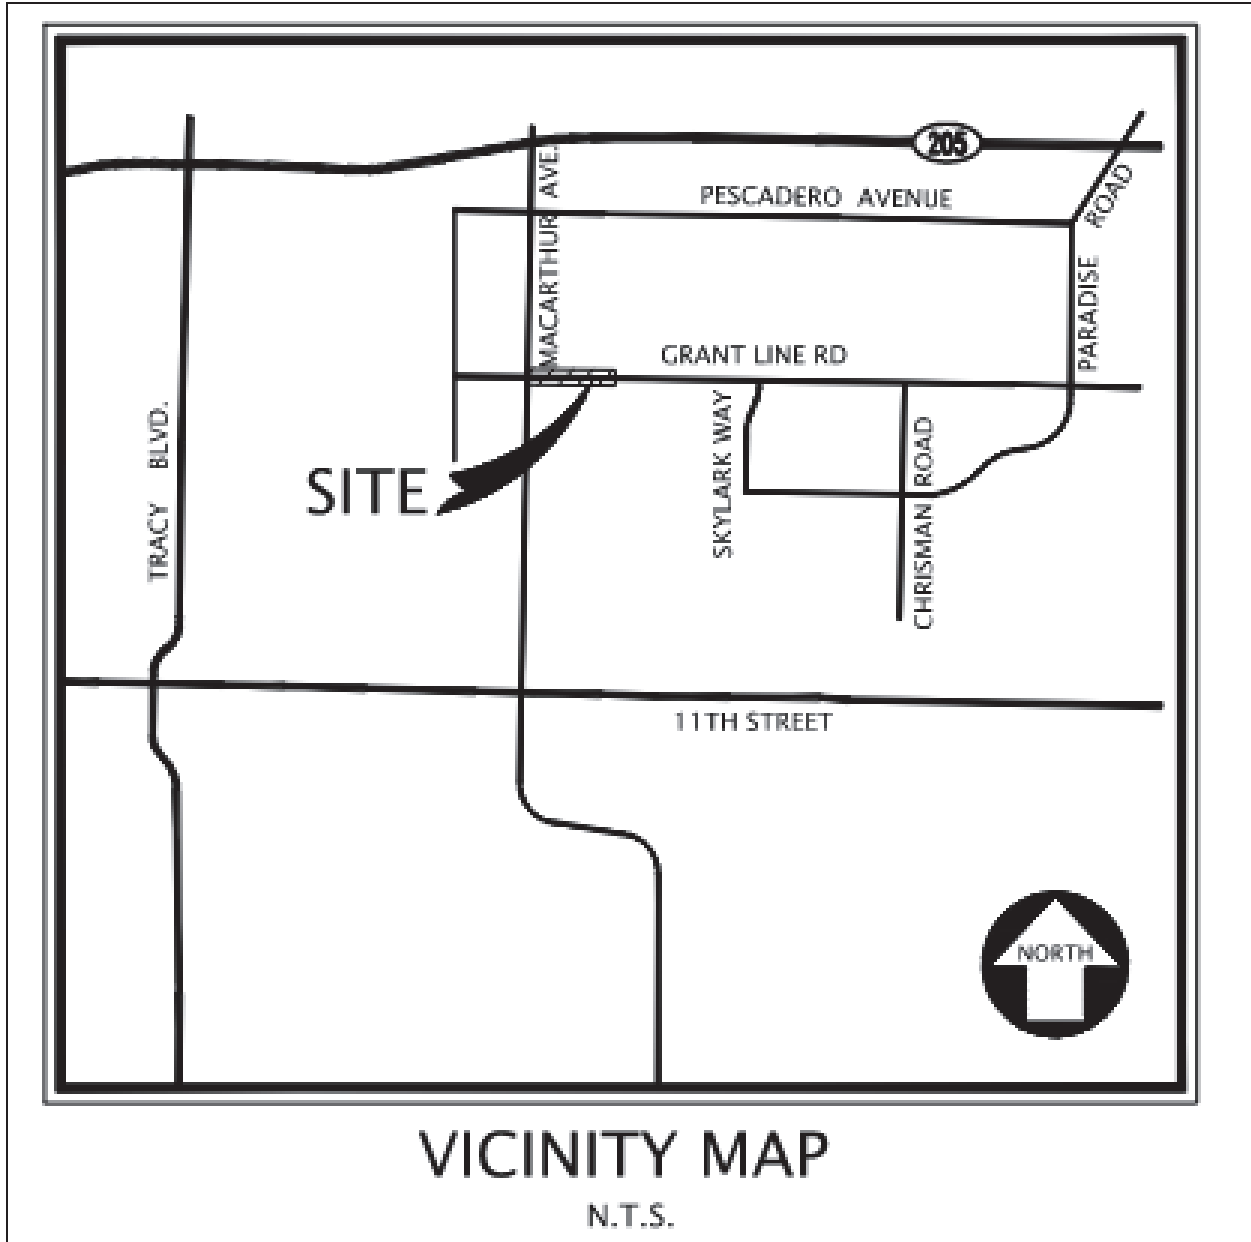 205
MACARTHUR AVE.
PESCADERO AVENUE
PARADISE ROAD
GRANT LINE RD
TRACY BLVD.
SITE
SKYLARK WAY
CHRISMAN ROAD
11TH STREET
NORTH
VICINITY MAP
N.T.S.